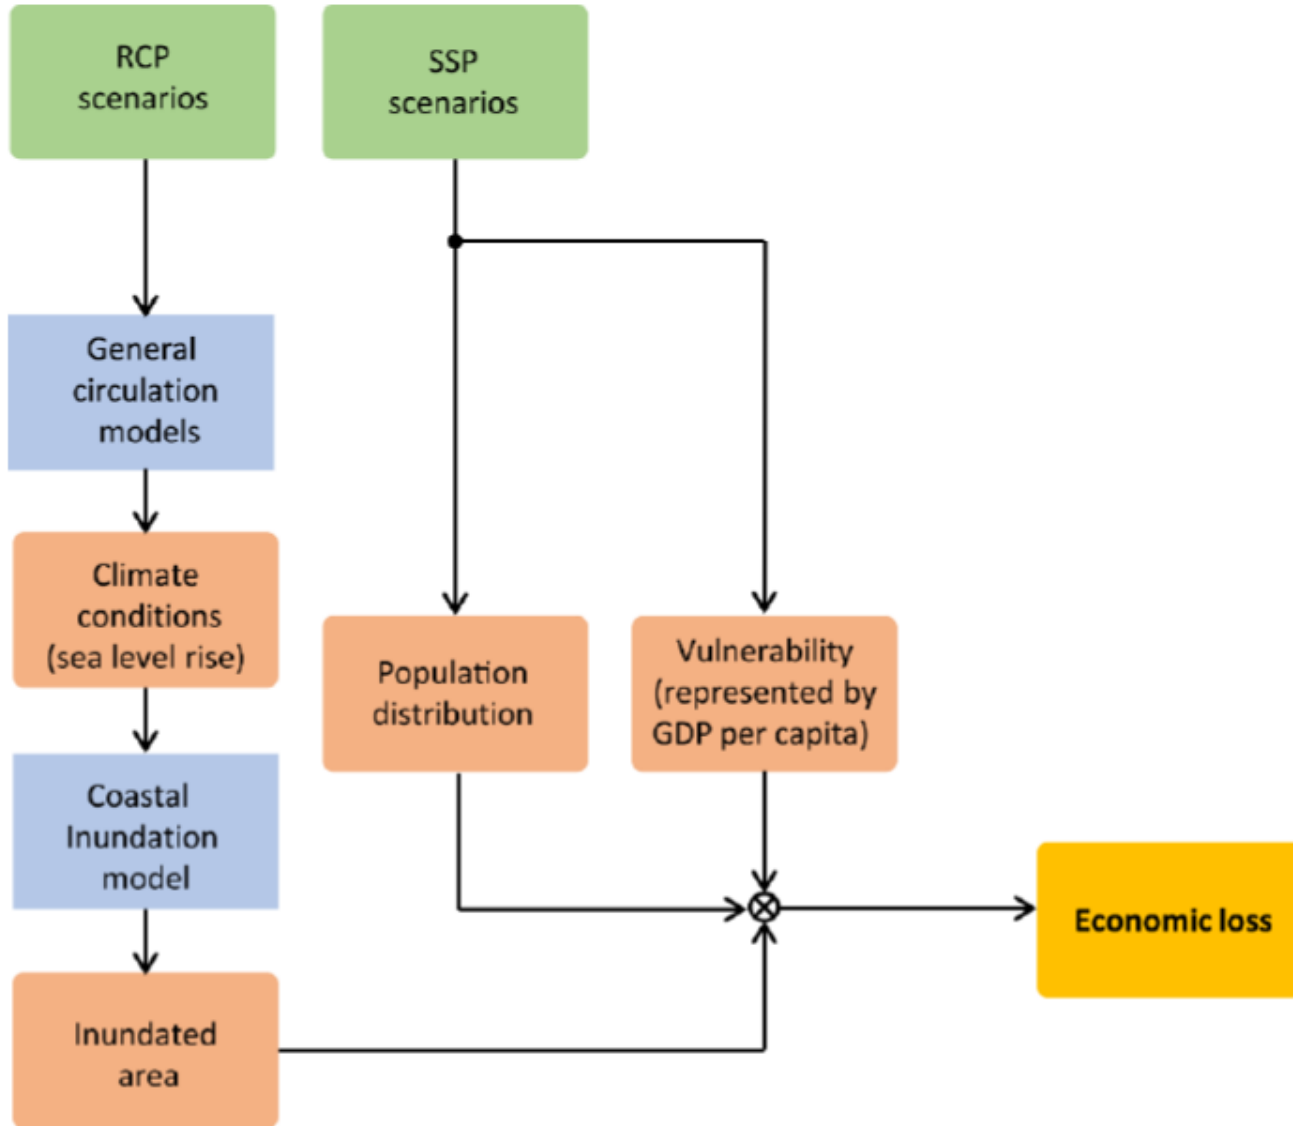 RCP
scenarios
SSP
scenarios
General
circulation
models
Climate
conditions
(sea level rise)
Population
distribution
Vulnerability
(represented by
GDP per capita)
Coastal
Inundation
model
Economic loss
Inundated
area